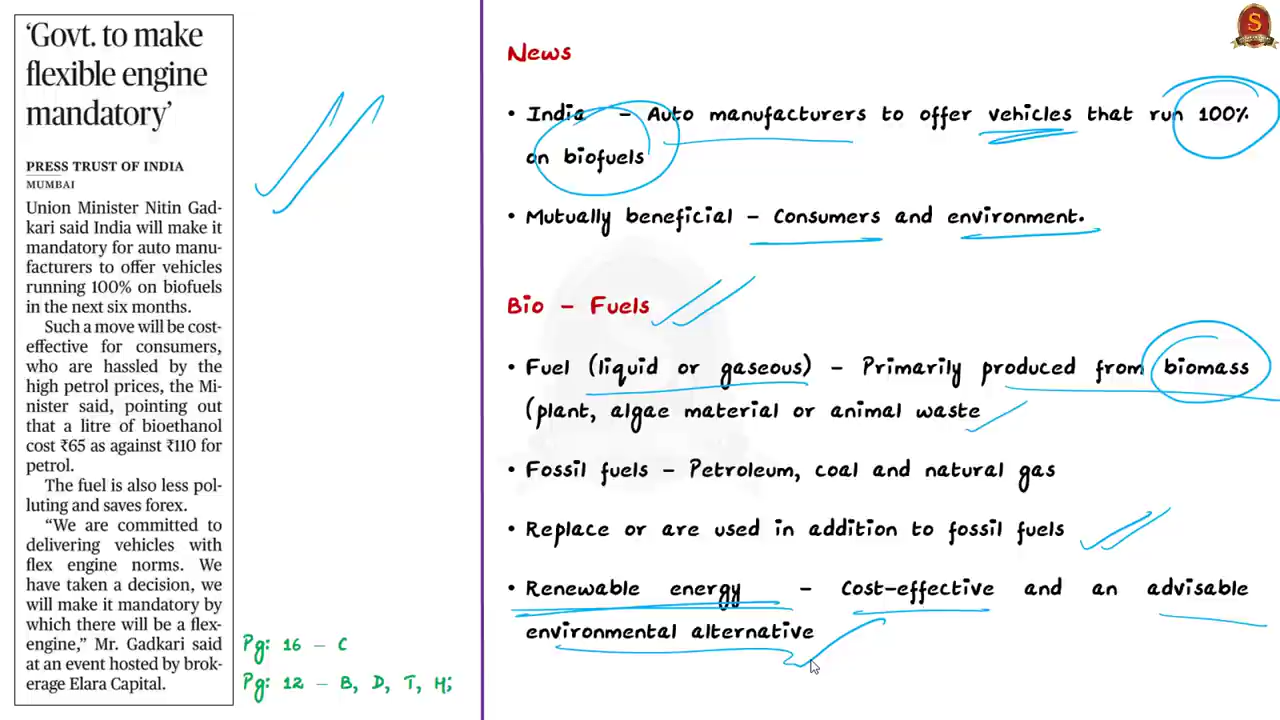 ‘Govt. to make
flexible engine
mandatory’
PRESS TRUST OF INDIA
MUMBAI
Union Minister Nitin Gad-
kari said India will make it
mandatory for auto manu-
facturers to offer vehicles
running 100% on biofuels
in the next six months.
Such a move will be cost-
effective for consumers,
who are hassled by the
high petrol prices, the Mi-
nister said, pointing out
that a litre of bioethanol
cost ₹65 as against ₹110 for
petrol.
The fuel is also less pol-
luting and saves forex.
“We are committed to
delivering vehicles with
flex engine norms. We
have taken a decision, we
will make it mandatory by
which there will be a flex-
engine,” Mr. Gadkari said
at an event hosted by brok-
erage Elara Capital.
Pg: 16 – C
Pg: 12 – B, D, T, H;
News
• India – Auto manufacturers to offer vehicles that run 100%
on biofuels
• Mutually beneficial – Consumers and environment.
Bio – Fuels
• Fuel (liquid or gaseous) – Primarily produced from biomass
(plant, algae material or animal waste
• Fossil fuels – Petroleum, coal and natural gas
• Replace or are used in addition to fossil fuels
• Renewable energy – Cost-effective and an advisable
environmental alternative